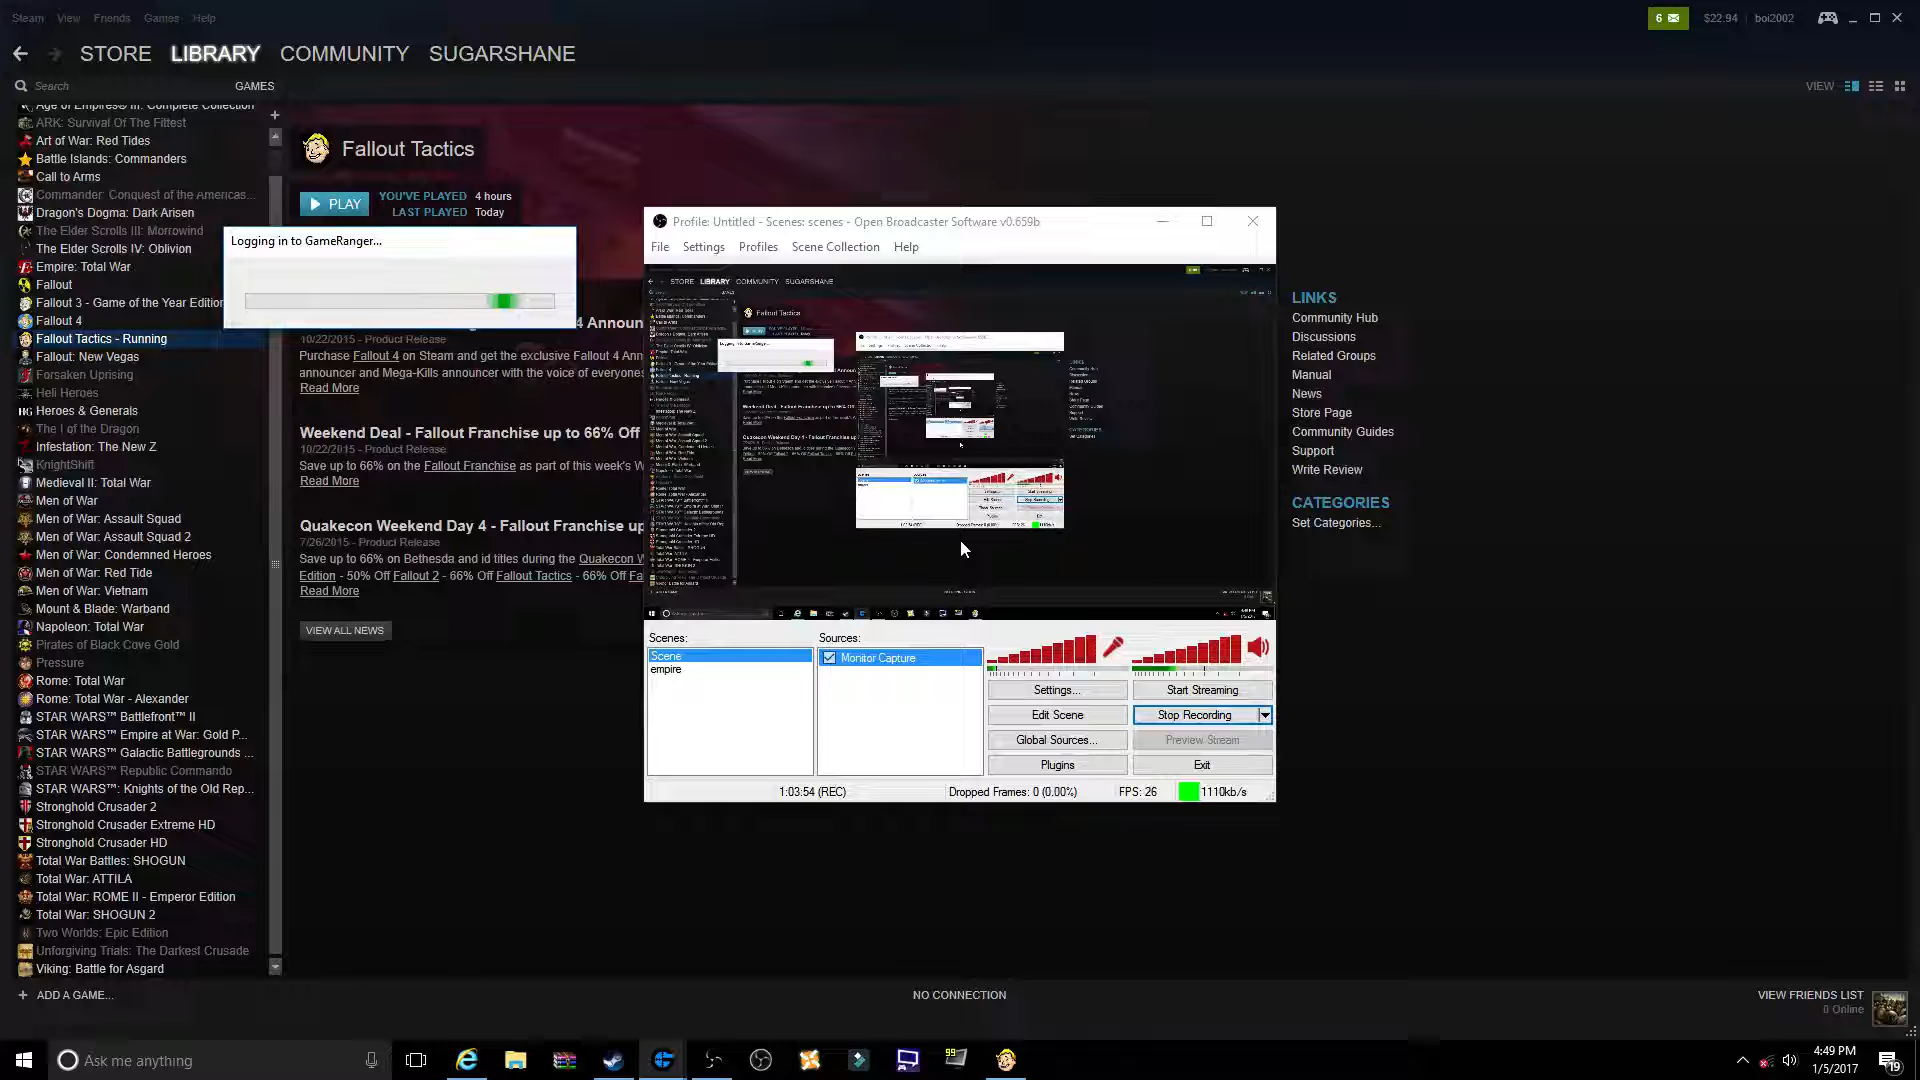 Steam View Friends Games Help
6 $22.94 boi2002
STORE LIBRARY COMMUNITY SUGARSHANE
Search GAMES VIEW
Age of Empires® III: Complete Collection
ARK: Survival Of The Fittest
Art of War: Red Tides
Battle Islands: Commanders
Call to Arms
Commander: Conquest of the Americas...
Dragon's Dogma: Dark Arisen
The Elder Scrolls III: Morrowind
The Elder Scrolls IV: Oblivion
Empire: Total War
Fallout
Fallout 3 - Game of the Year Edition
Fallout 4
Fallout Tactics - Running
Fallout: New Vegas
Forsaken Uprising
Heli Heroes
Heroes & Generals
The I of the Dragon
Infestation: The New Z
KnightShift
Medieval II: Total War
Men of War
Men of War: Assault Squad
Men of War: Assault Squad 2
Men of War: Condemned Heroes
Men of War: Red Tide
Men of War: Vietnam
Mount & Blade: Warband
Napoleon: Total War
Pirates of Black Cove Gold
Pressure
Rome: Total War
Rome: Total War - Alexander
STAR WARS™ Battlefront™ II
STAR WARS™ Empire at War: Gold P...
STAR WARS™ Galactic Battlegrounds ...
STAR WARS™ Republic Commando
STAR WARS™: Knights of the Old Rep...
Stronghold Crusader 2
Stronghold Crusader Extreme HD
Stronghold Crusader HD
Total War Battles: SHOGUN
Total War: ATTILA
Total War: ROME II - Emperor Edition
Total War: SHOGUN 2
Two Worlds: Epic Edition
Unforgiving Trials: The Darkest Crusade
Viking: Battle for Asgard
+ ADD A GAME...
Fallout Tactics
PLAY
YOU'VE PLAYED 4 hours
LAST PLAYED Today
Logging in to GameRanger...
4 Announ
10/22/2015 - Product Release
Purchase Fallout 4 on Steam and get the exclusive Fallout 4 Ann
announcer and Mega-Kills announcer with the voice of everyones
Read More
Weekend Deal - Fallout Franchise up to 66% Off
10/22/2015 - Product Release
Save up to 66% on the Fallout Franchise as part of this week's W
Read More
Quakecon Weekend Day 4 - Fallout Franchise up
7/26/2015 - Product Release
Save up to 66% on Bethesda and id titles during the Quakecon W
Edition - 50% Off Fallout 2 - 66% Off Fallout Tactics - 66% Off Fa
Read More
VIEW ALL NEWS
Profile: Untitled - Scenes: scenes - Open Broadcaster Software v0.659b
File Settings Profiles Scene Collection Help
STORE LIBRARY COMMUNITY SUGARSHANE
Fallout Tactics
Scenes: Sources:
Scene
empire
Monitor Capture
Settings... Start Streaming
Edit Scene Stop Recording
Global Sources... Preview Stream
Plugins Exit
1:03:54 (REC) Dropped Frames: 0 (0.00%) FPS: 26 1110kb/s
LINKS
Community Hub
Discussions
Related Groups
Manual
News
Store Page
Community Guides
Support
Write Review
CATEGORIES
Set Categories...
NO CONNECTION
VIEW FRIENDS LIST
0 Online
Ask me anything
99
4:49 PM
1/5/2017
19